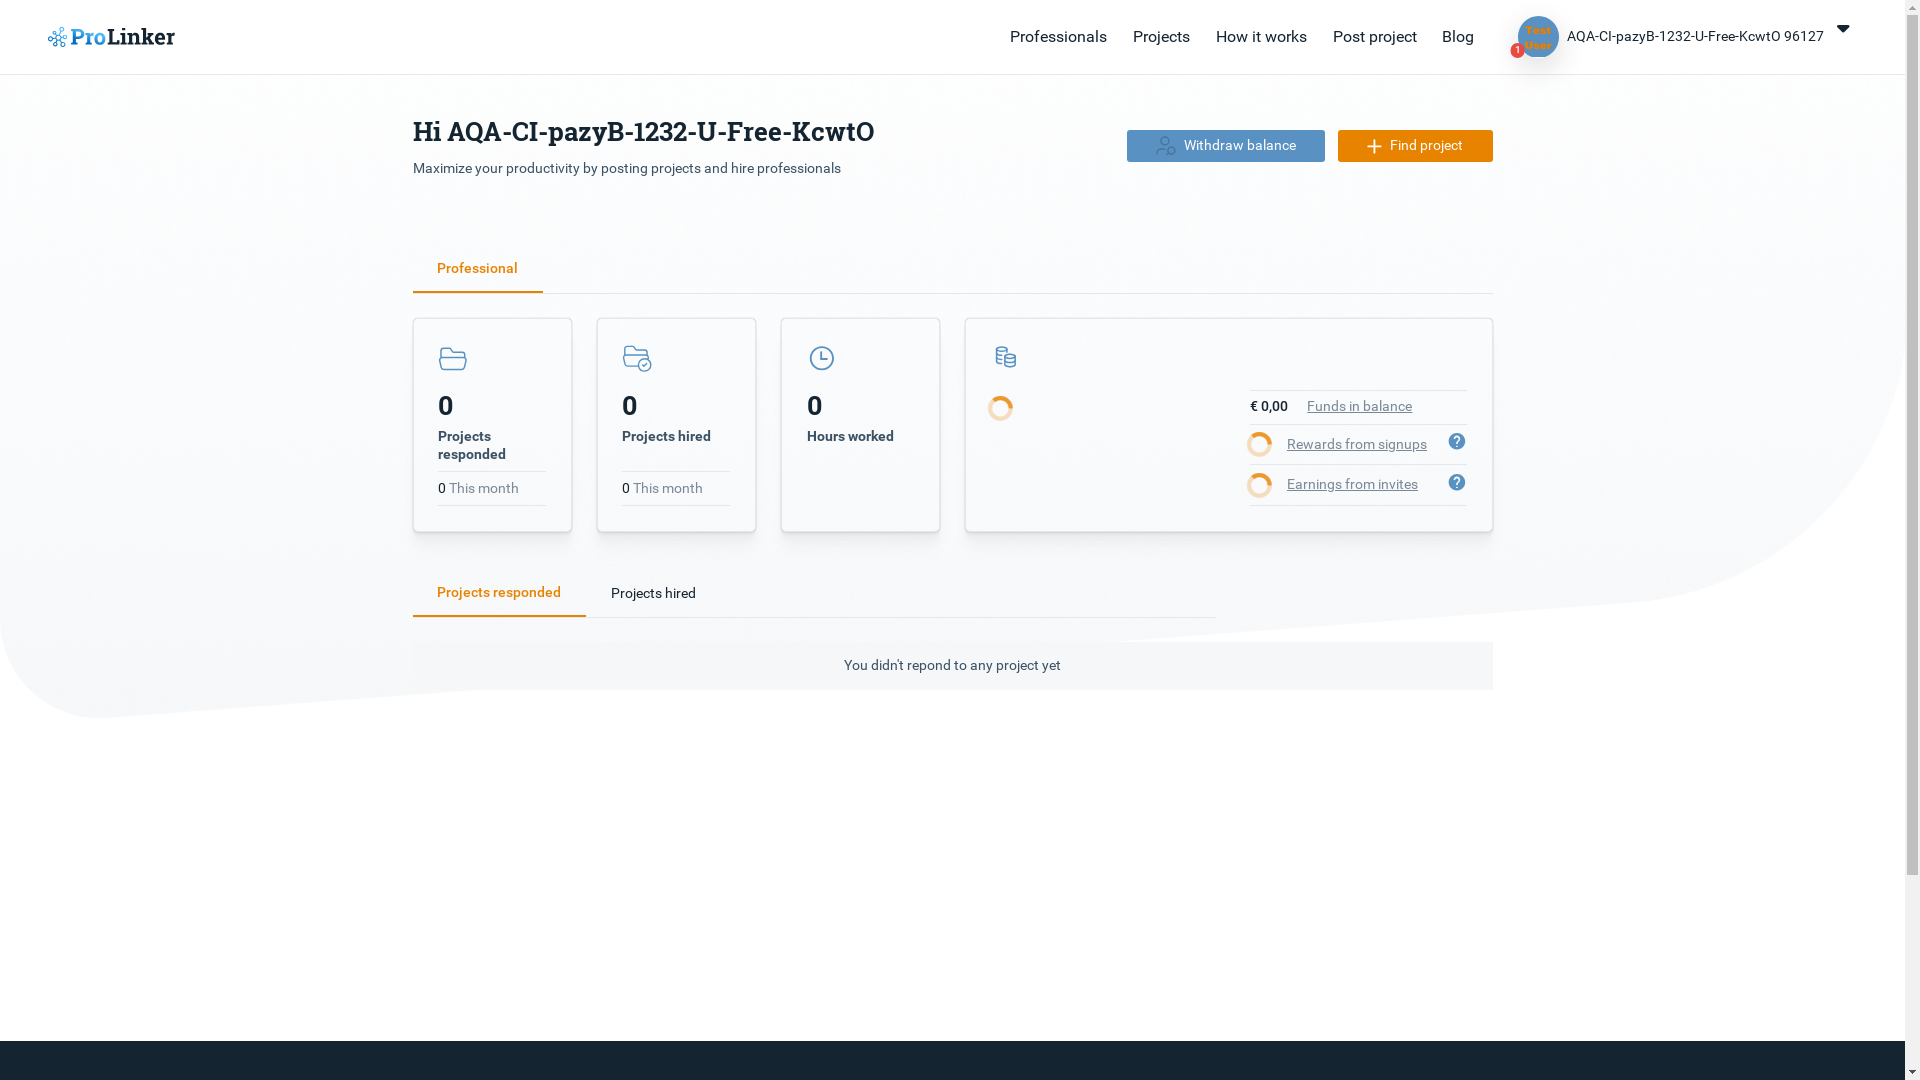 ProLinker
Professionals
Projects
How it works
Post project
Blog
Test
User
1
AQA-CI-pazyB-1232-U-Free-KcwtO 96127
Hi AQA-CI-pazyB-1232-U-Free-KcwtO
Maximize your productivity by posting projects and hire professionals
Withdraw balance
Find project
Professional
0
Projects
responded
0 This month
0
Projects hired
0 This month
0
Hours worked
€ 0,00 Funds in balance
Rewards from signups ?
Earnings from invites ?
Projects responded
Projects hired
You didn't repond to any project yet